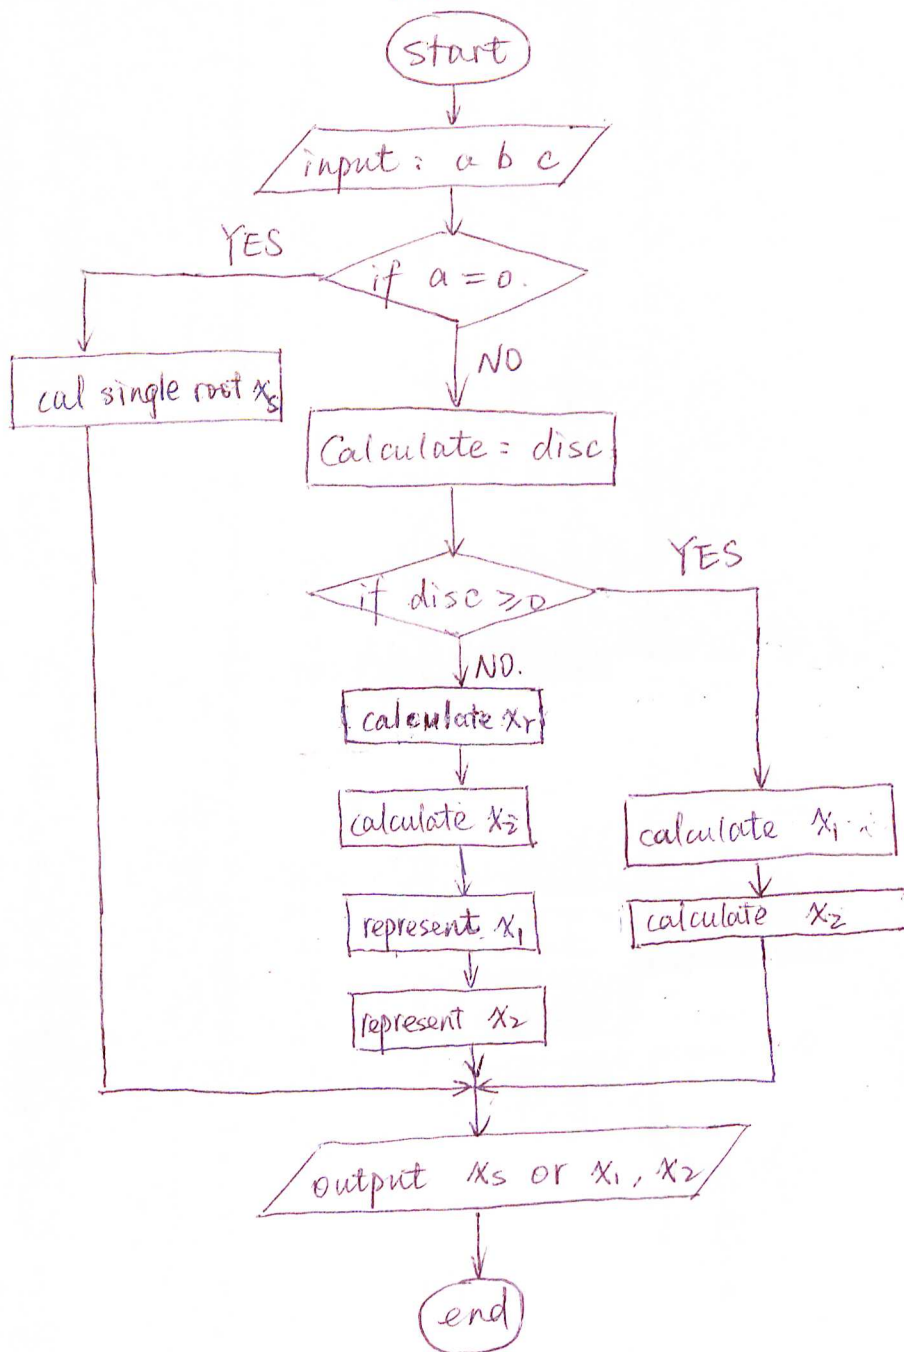 start
input: a b c
YES
if a = 0.
NO
cal single root xs
Calculate = disc
YES
if disc ≥ 0
NO.
calculate xr
calculate xi
calculate x1
represent x1
calculate x2
represent x2
output xs or x1, x2
end